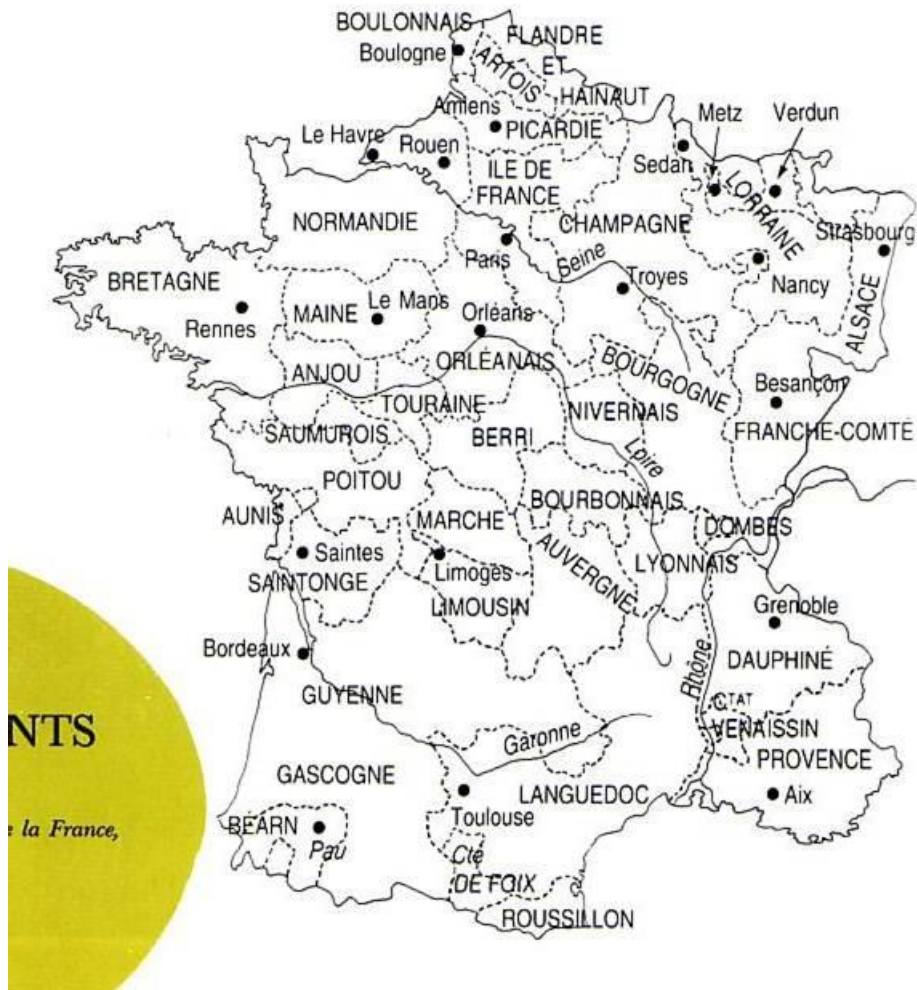 BOULONNAIS
FLANDRE
Boulogne
ET
ARTOIS
HAINAUT
Amiens
Metz
Verdun
PICARDIE
Le Havre
Rouen
Sedan
ILE DE
FRANCE
LORRAINE
NORMANDIE
CHAMPAGNE
Strasbourg
Paris
Seine
BRETAGNE
Troyes
Nancy
MAINE
Le Mans
Orléans
ALSACE
Rennes
ORLÉANAIS
ANJOU
BOURGOGNE
Besançon
TOURAINE
NIVERNAIS
SAUMUROIS
BERRI
FRANCHE-COMTÉ
Loire
POITOU
BOURBONNAIS
AUNIS
MARCHE
DOMBES
Saintes
AUVERGNE
LYONNAIS
Limoges
SAINTONGE
LIMOUSIN
Grenoble
Bordeaux
Rhône
DAUPHINÉ
GUYENNE
CTAT
NTS
VENAISSIN
Garonne
PROVENCE
GASCOGNE
LANGUEDOC
Aix
Toulouse
BÉARN
la France,
Pau
Cté
DE FOIX
ROUSSILLON